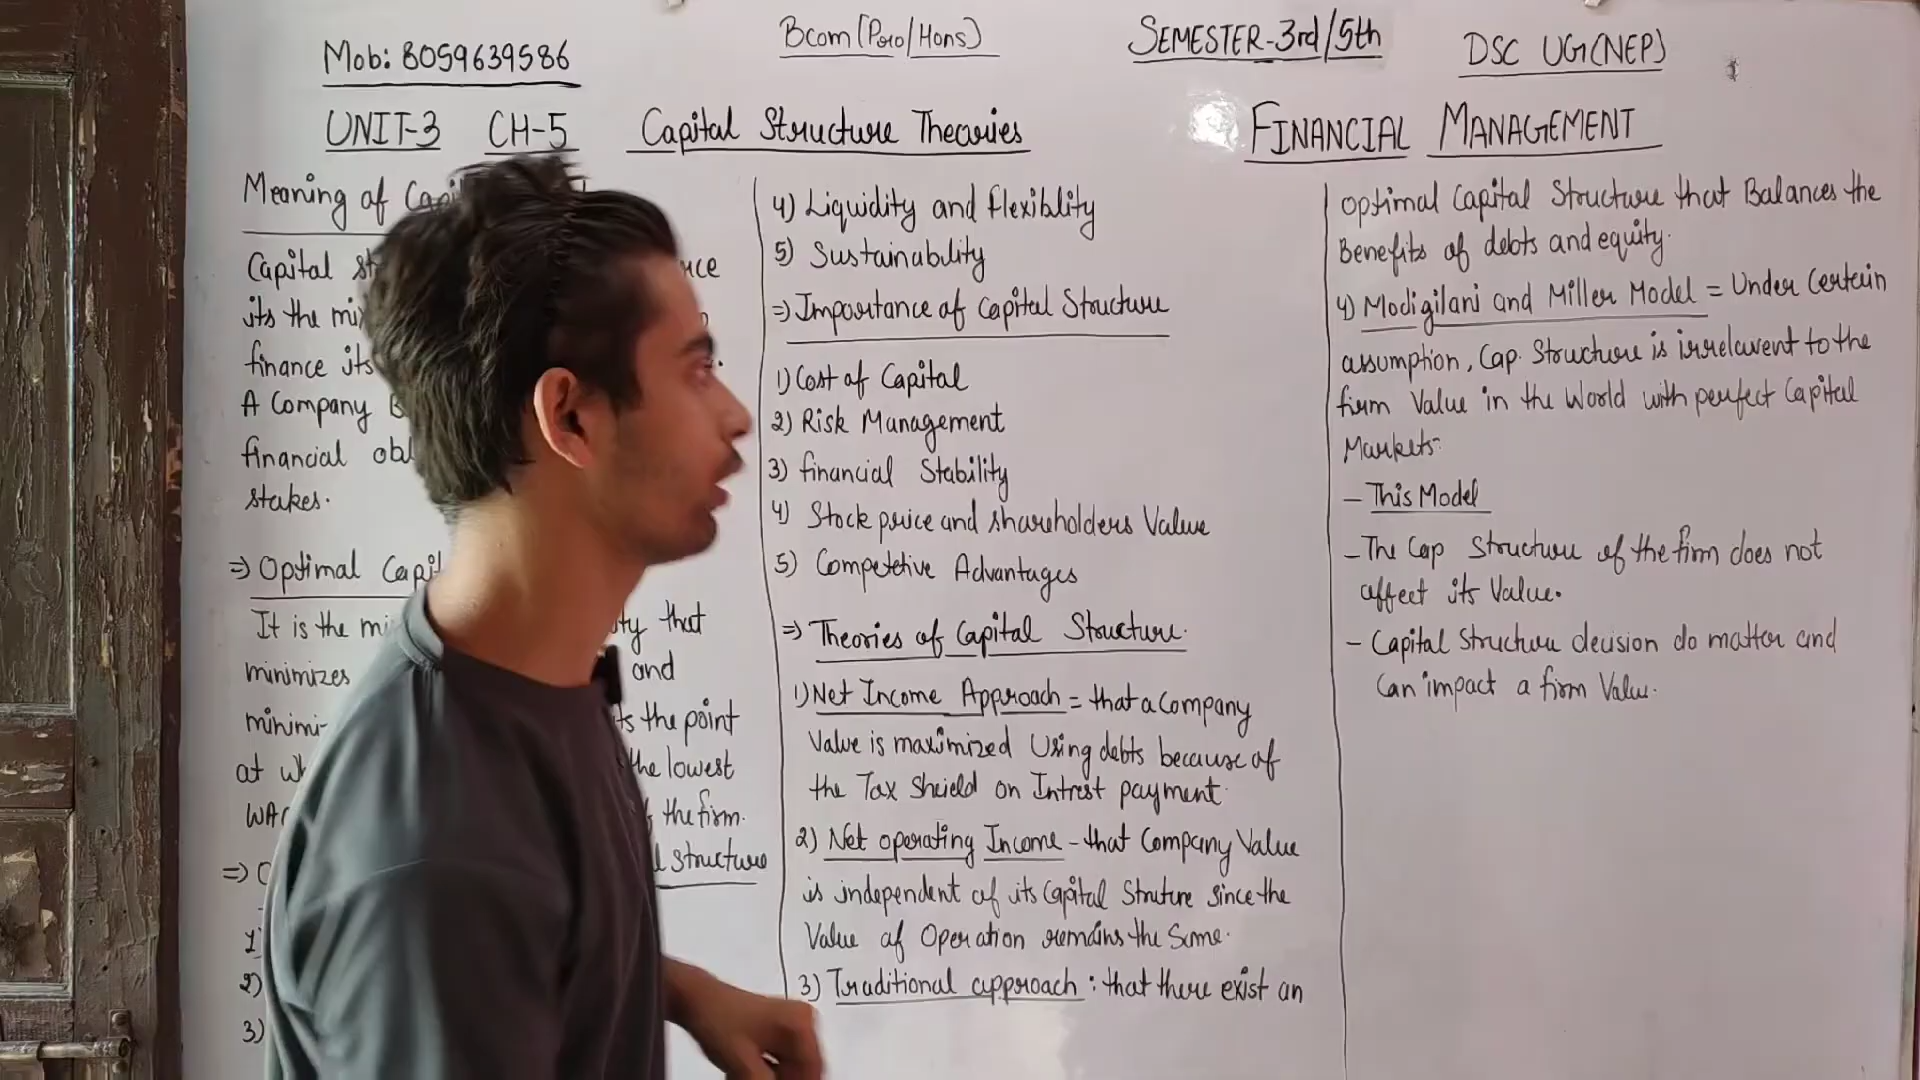 Mob: 8059639586
Bcom (Pro/Hons)
SEMESTER-3rd/5th
DSC UG(NEP)
UNIT-3 CH-5 Capital Structure Theories
FINANCIAL MANAGEMENT
Meaning of
Capital
its the
finance its
A Company
financial
stakes.
=> Optimal
It is the that
minimizes and
the point
at the lowest
the firm.
=> structure
1)
2)
3)
4) Liquidity and flexiblity
5) Sustainability
=> Importance of Capital Structure
1) Cost of Capital
2) Risk Management
3) financial Stability
4) Stock price and shareholders Value
5) Competetive Advantages
=> Theories of Capital Structure.
1) Net Income Approach = that a Company
Value is maximized Using debts because of
the Tax Sheild on Intrest payment.
2) Net operating Income - that Company Value
is independent of its Capital Struture since the
Value of Operation remains the Same.
3) Traditional approach : that there exist an
optimal Capital Structure that Balances the
Benefits of debts and equity.
4) Modigilani and Miller Model = Under Certain
assumption, Cap. Structure is irrelavent to the
firm Value in the World with perfect Capital
Markets.
- This Model
- The Cap Structure of the firm does not
affect its Value.
- Capital Structure decision do matter and
Can impact a firm Value.